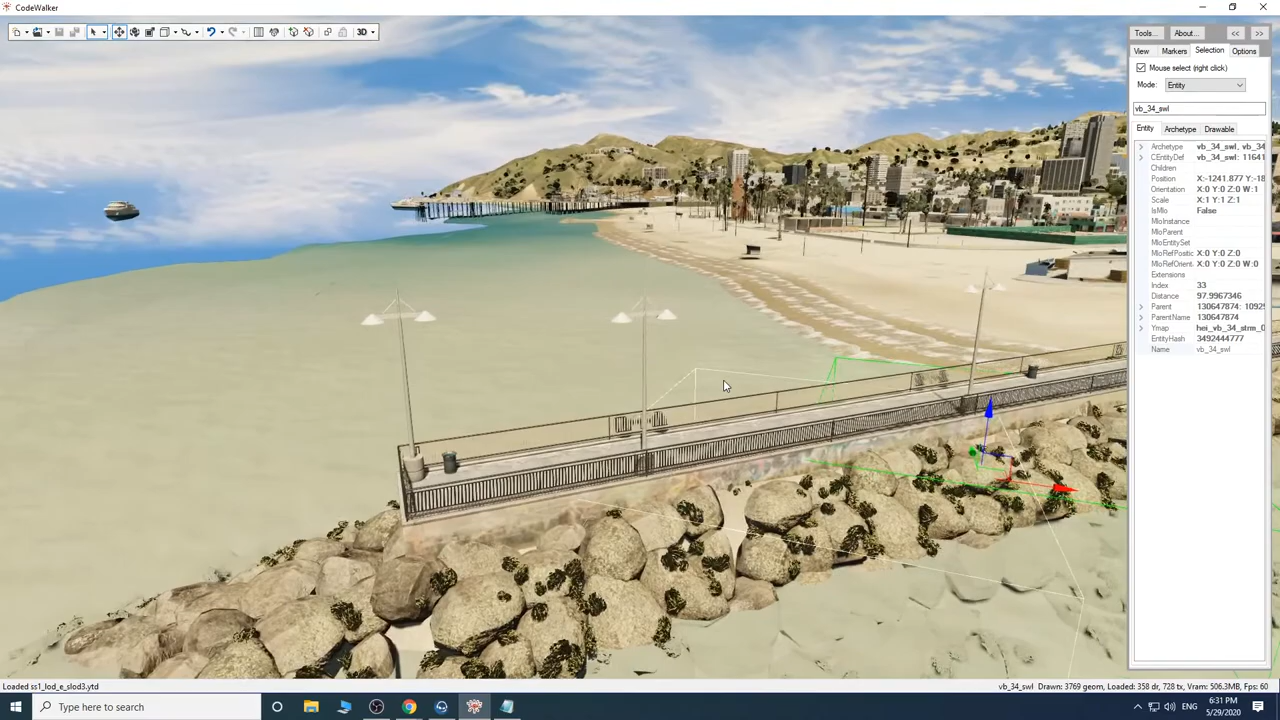 CodeWalker
3D
Tools...
About...
<<
>>
View
Markers
Selection
Options
Mouse select (right click)
Mode:
Entity
vb_34_swl
Entity
Archetype
Drawable
Archetype vb_34_swl, vb_34
CEntityDef vb_34_swl: 11641
Children
Position X:-1241.877 Y:-18
Orientation X:0 Y:0 Z:0 W:1
Scale X:1 Y:1 Z:1
IsMlo False
MloInstance
MloParent
MloEntitySet
MloRefPositic X:0 Y:0 Z:0
MloRefOrient X:0 Y:0 Z:0 W:0
Extensions
Index 33
Distance 97.9967346
Parent 130647874: 1092
ParentName 130647874
Ymap hei_vb_34_strm_0
EntityHash 3492444777
Name vb_34_swl
Loaded ss1_lod_e_slod3.ytd
vb_34_swl Drawn: 3769 geom, Loaded: 358 dr, 728 tx, Vram: 506.3MB, Fps: 60
Type here to search
ENG
6:31 PM
5/29/2020